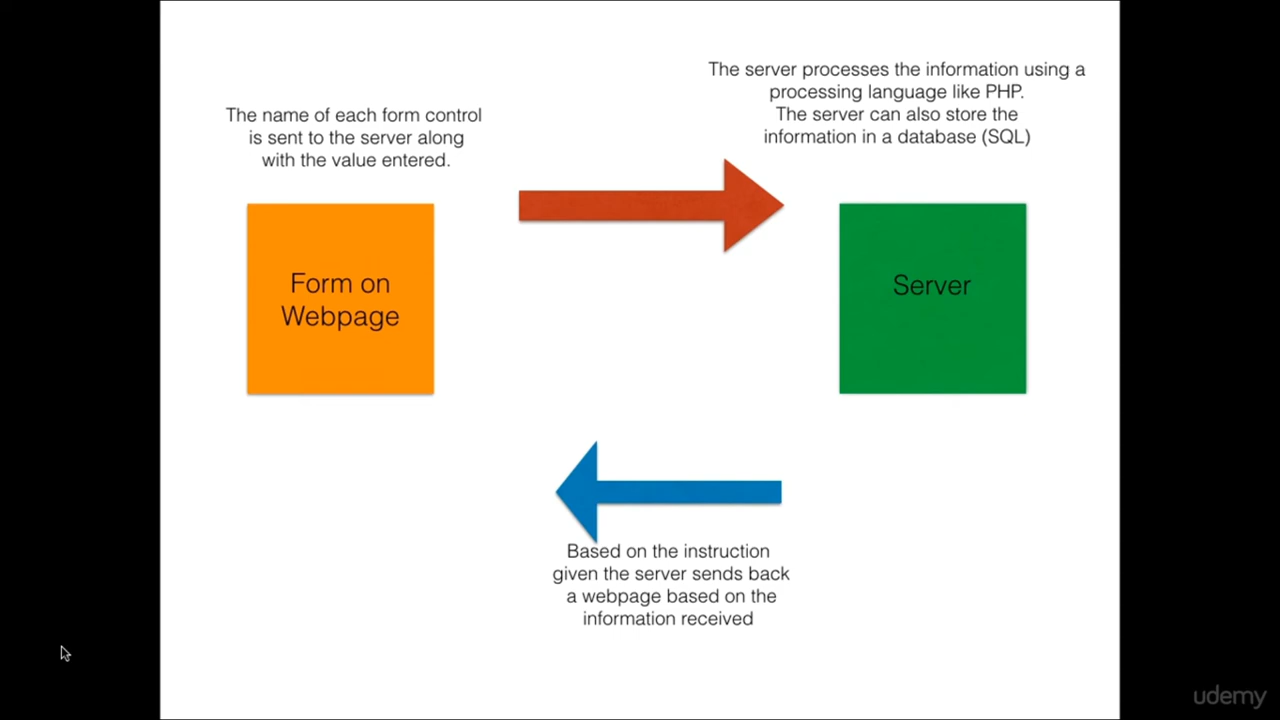 The name of each form control
is sent to the server along
with the value entered.
The server processes the information using a
processing language like PHP.
The server can also store the
information in a database (SQL)
Form on
Webpage
Server
Based on the instruction
given the server sends back
a webpage based on the
information received
udemy